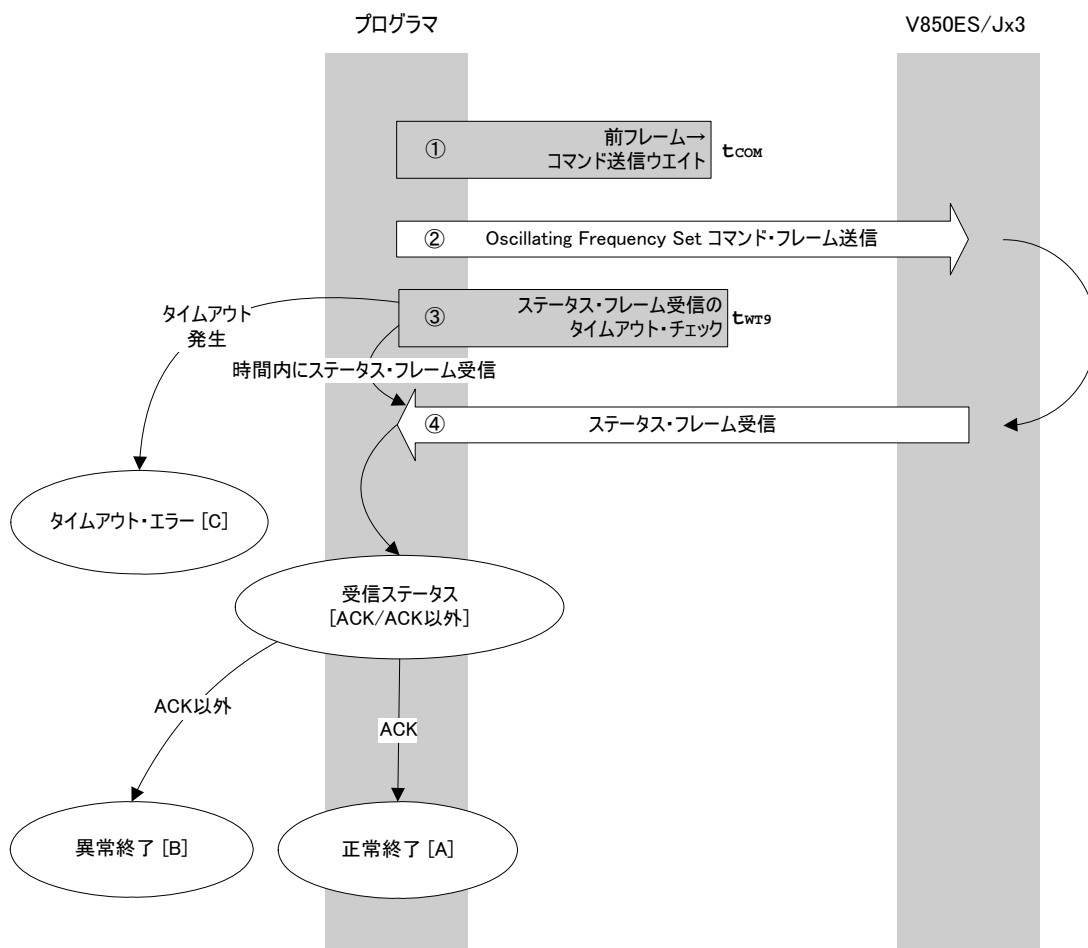 プログラマ
V850ES/Jx3
①
前フレーム→
コマンド送信ウエイト
tCOM
② Oscillating Frequency Set コマンド・フレーム送信
タイムアウト
発生
③
ステータス・フレーム受信の
タイムアウト・チェック
tWT9
時間内にステータス・フレーム受信
④ ステータス・フレーム受信
タイムアウト・エラー [C]
受信ステータス
[ACK/ACK以外]
ACK以外
ACK
異常終了 [B]
正常終了 [A]